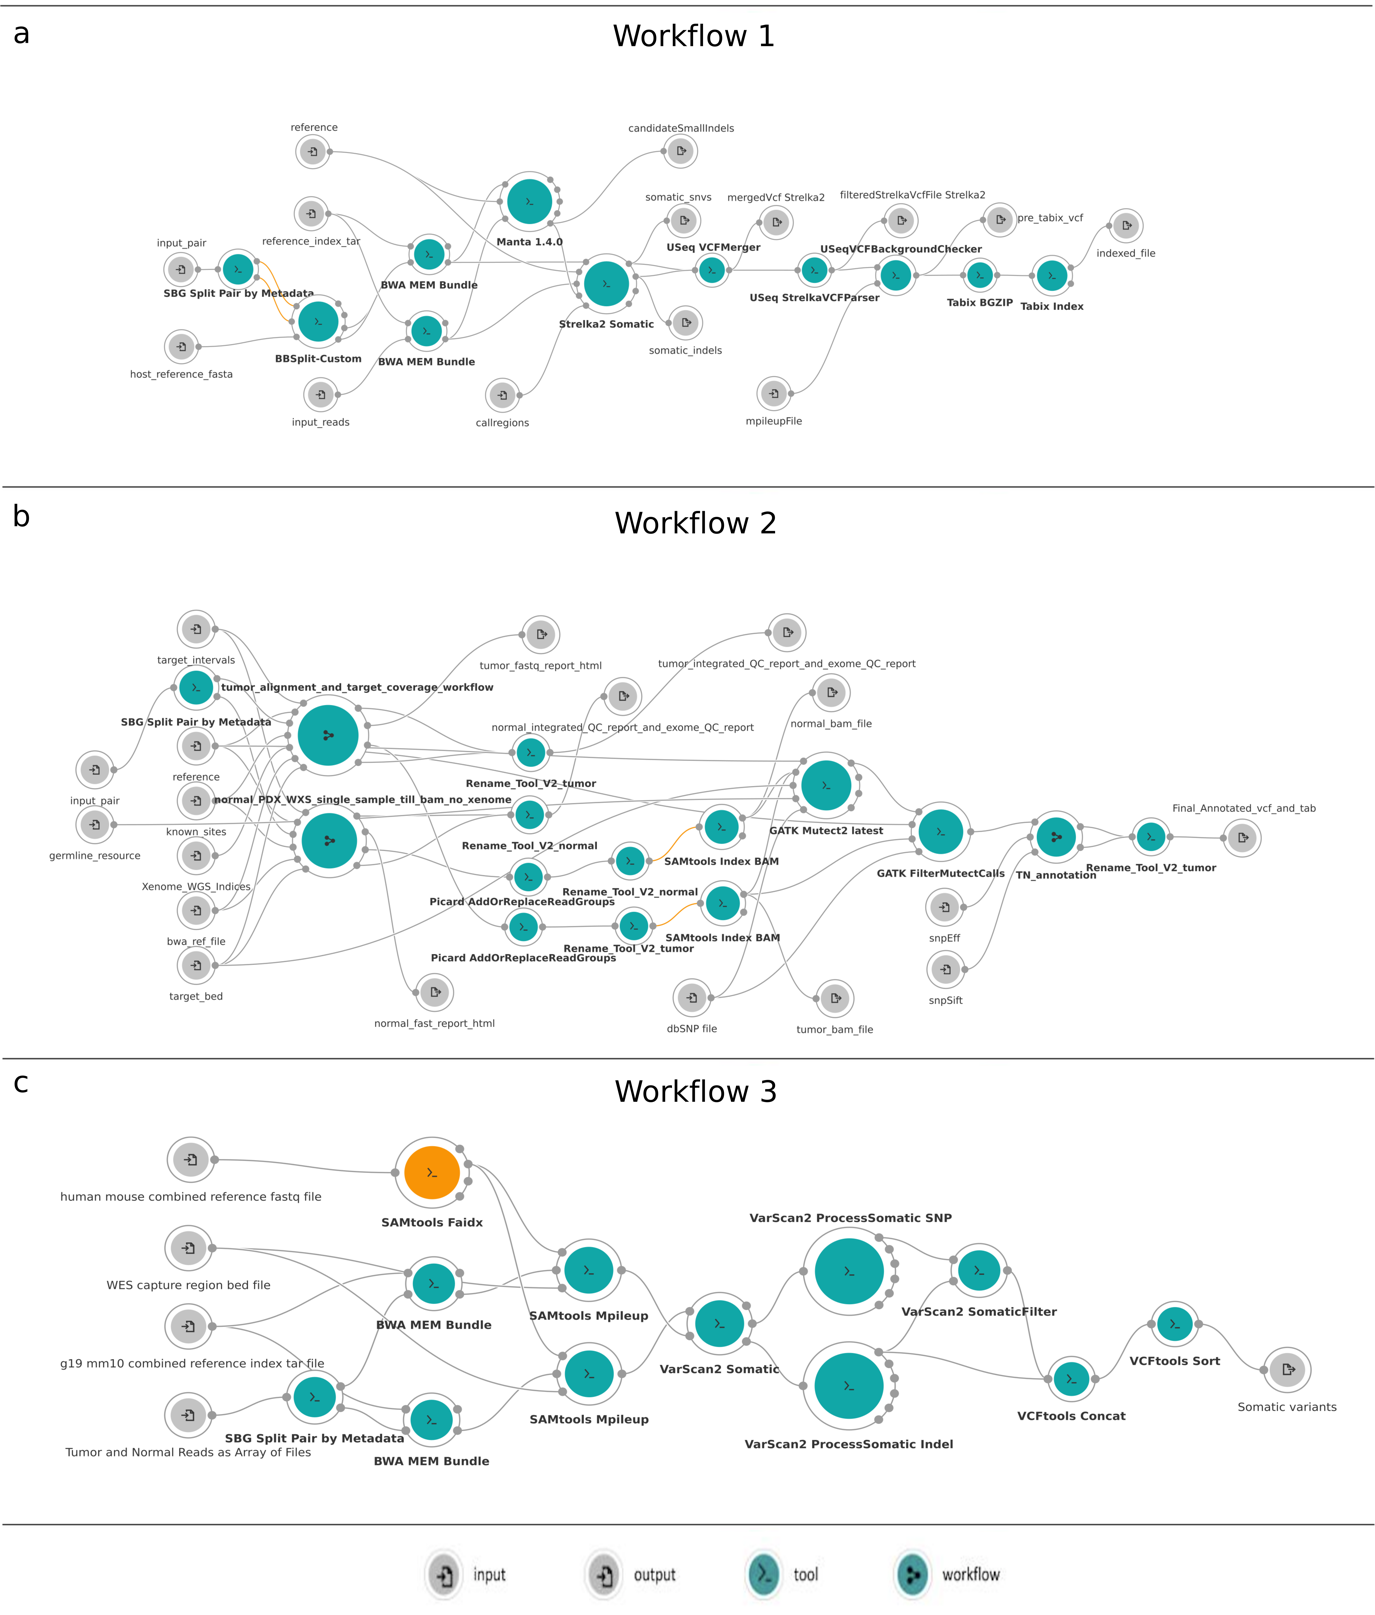 a
Workflow 1
reference
candidateSmallIndels
somatic_snvs
mergedVcf Strelka2
filteredStrelkaVcfFile Strelka2
pre_tabix_vcf
input_pair
reference_index_tar
Manta 1.4.0
USeq VCFMerger
USeqVCFBackgroundChecker
indexed_file
SBG Split Pair by Metadata
BWA MEM Bundle
USeq StrelkaVCFParser
Tabix BGZIP
Tabix Index
Strelka2 Somatic
BBSplit-Custom
BWA MEM Bundle
somatic_indels
host_reference_fasta
input_reads
callregions
mpileupFile
b
Workflow 2
target_intervals
tumor_fastq_report_html
tumor_integrated_QC_report_and_exome_QC_report
tumor_alignment_and_target_coverage_workflow
SBG Split Pair by Metadata
normal_integrated_QC_report_and_exome_QC_report
normal_bam_file
reference
Rename_Tool_V2_tumor
input_pair
normal_PDX_WXS_single_sample_till_bam_no_xenome
Final_Annotated_vcf_and_tab
known_sites
GATK Mutect2 latest
Rename_Tool_V2_normal
germline_resource
SAMtools Index BAM
Rename_Tool_V2_tumor
GATK FilterMutectCalls
TN_annotation
Xenome_WGS_Indices
Rename_Tool_V2_normal
Picard AddOrReplaceReadGroups
bwa_ref_file
SAMtools Index BAM
snpEff
Rename_Tool_V2_tumor
Picard AddOrReplaceReadGroups
target_bed
snpSift
normal_fast_report_html
dbSNP file
tumor_bam_file
c
Workflow 3
human mouse combined reference fastq file
SAMtools Faidx
VarScan2 ProcessSomatic SNP
WES capture region bed file
BWA MEM Bundle
SAMtools Mpileup
VarScan2 SomaticFilter
g19 mm10 combined reference index tar file
VarScan2 Somatic
VCFtools Sort
SBG Split Pair by Metadata
SAMtools Mpileup
VCFtools Concat
Somatic variants
Tumor and Normal Reads as Array of Files
BWA MEM Bundle
VarScan2 ProcessSomatic Indel
input
output
tool
workflow